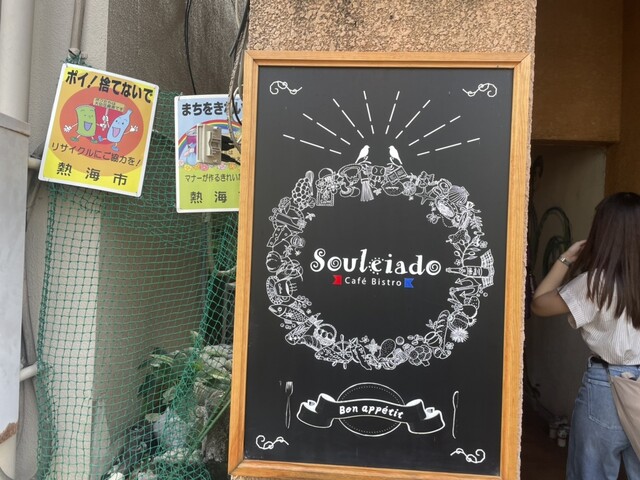 ポイ!捨てないで
リサイクルにご協力を!
熱海市
まちをきれい
マナーが作るきれいな
熱海
Souleiado
Café Bistro
Bon appétit